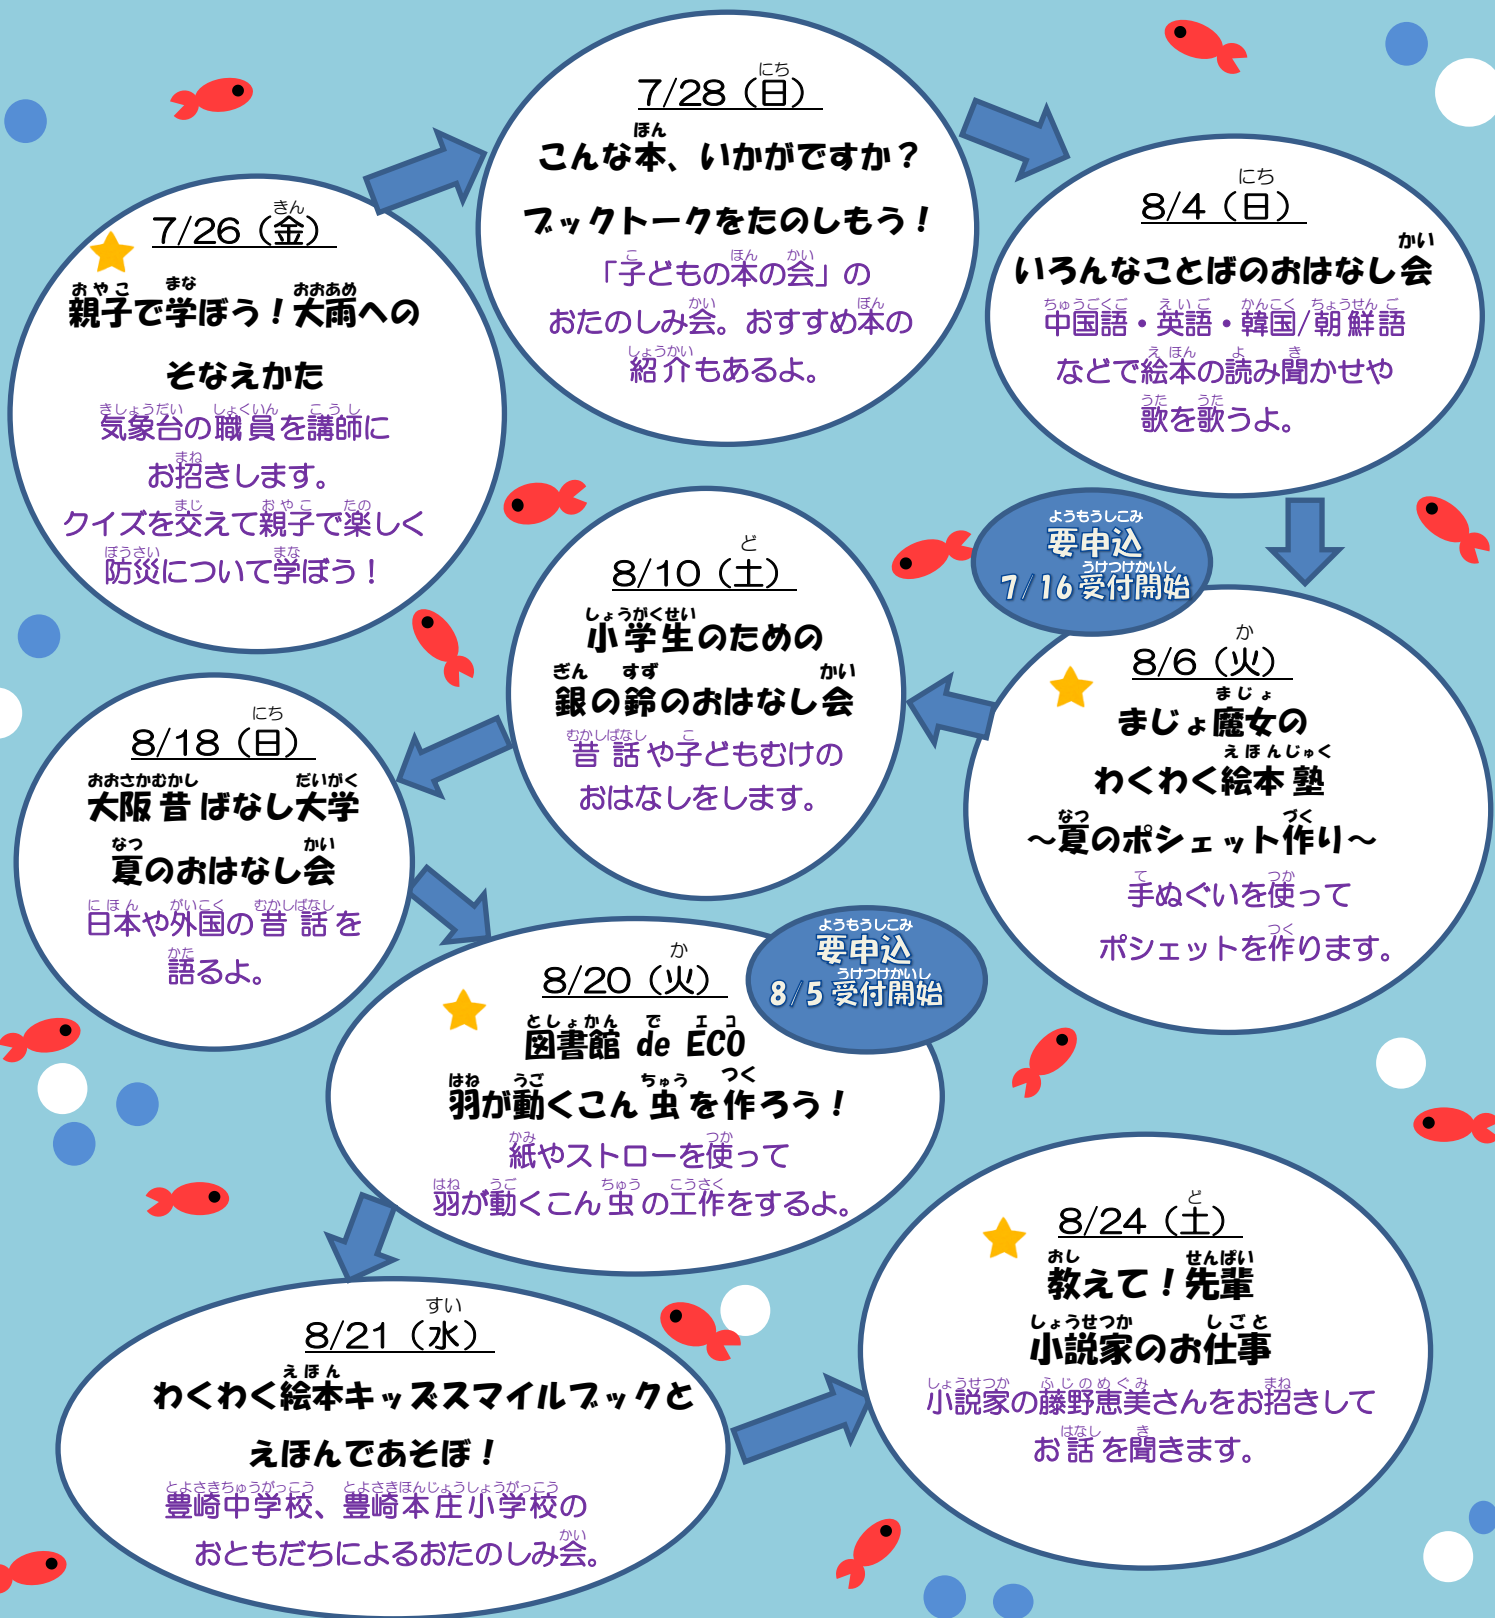 7/26（金）
親子で学ぼう！大雨への
そなえかた
気象台の職員を講師に
お招きします。
クイズを交えて親子で楽しく
防災について学ぼう！
7/28（日）
こんな本、いかがですか？
ブックトークをたのしもう！
「子どもの本の会」の
おたのしみ会。おすすめ本の
紹介もあるよ。
8/4（日）
いろんなことばのおはなし会
中国語・英語・韓国/朝鮮語
などで絵本の読み聞かせや
歌を歌うよ。
要申込
7/16受付開始
8/6（火）
まじょ魔女の
わくわく絵本塾
～夏のポシェット作り～
手ぬぐいを使って
ポシェットを作ります。
8/10（土）
小学生のための
銀の鈴のおはなし会
昔話や子どもむけの
おはなしをします。
8/18（日）
大阪昔ばなし大学
夏のおはなし会
日本や外国の昔話を
語るよ。
要申込
8/5受付開始
8/20（火）
図書館 de ECO
羽が動くこん虫を作ろう！
紙やストローを使って
羽が動くこん虫の工作をするよ。
8/21（水）
わくわく絵本キッズスマイルブックと
えほんであそぼ！
豊崎中学校、豊崎本庄小学校の
おともだちによるおたのしみ会。
8/24（土）
教えて！先輩
小説家のお仕事
小説家の藤野恵美さんをお招きして
お話を聞きます。